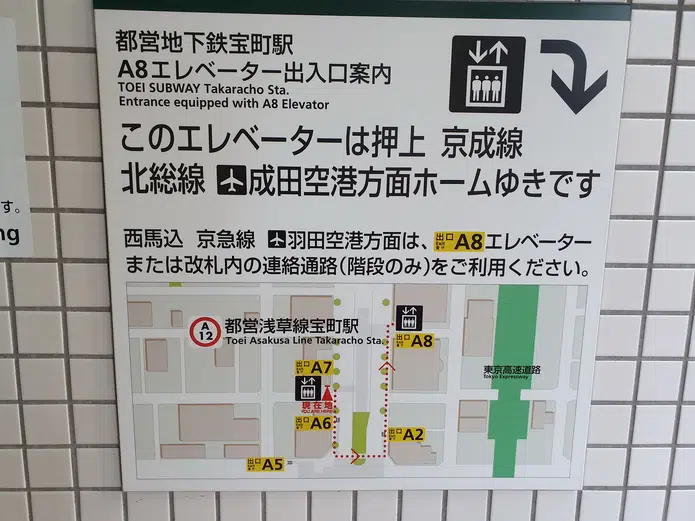 す。
ng
都営地下鉄宝町駅
A8エレベーター出入口案内
TOEI SUBWAY Takaracho Sta.
Entrance equipped with A8 Elevator
このエレベーターは押上 京成線
北総線 成田空港方面ホームゆきです
西馬込 京急線 羽田空港方面は、出口 Exit A8エレベーター
または改札内の連絡通路(階段のみ)をご利用ください。
A 12
都営浅草線宝町駅
Toei Asakusa Line Takaracho Sta.
出口 A8
出口 A7
東京高速道路
Tokyo Expressway
現在地
YOU ARE HERE
出口 A6
出口 A2
出口 A5